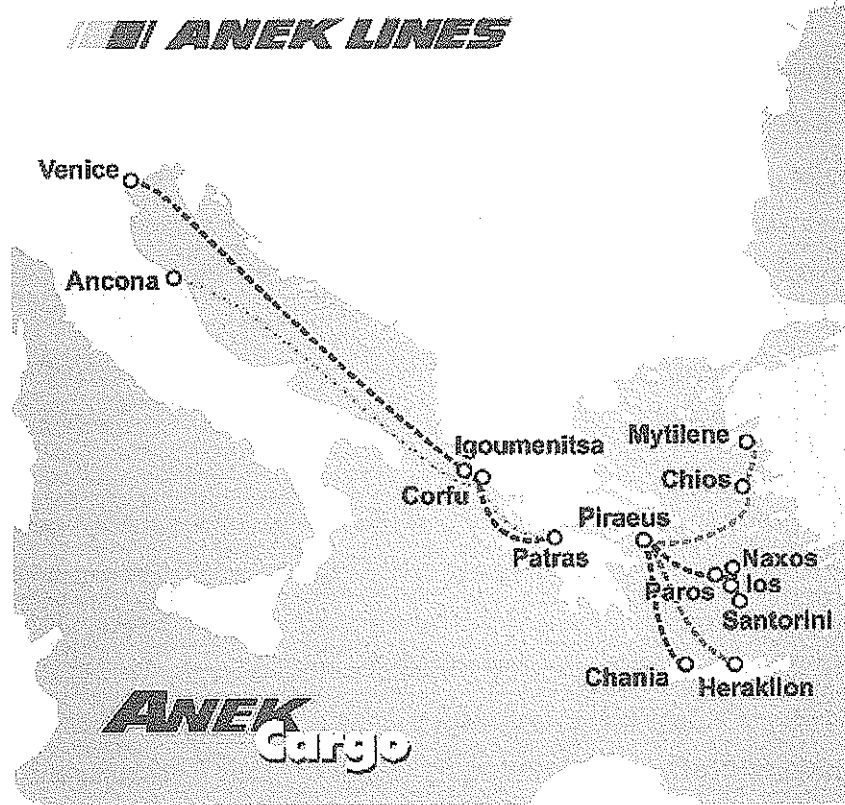 ANEK LINES
Venice
Ancona
Igoumenitsa
Corfu
Patras
Mytilene
Chios
Piraeus
Naxos
Paros
Ios
Santorini
Chania
Heraklion
ANEK
Cargo